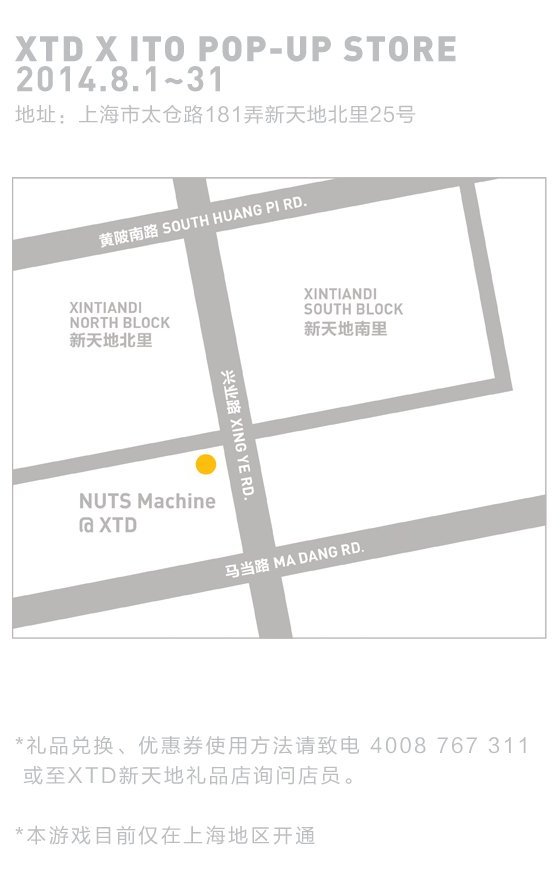 XTD X ITO POP-UP STORE
2014.8.1~31
地址：上海市太仓路181弄新天地北里25号
黄陂南路 SOUTH HUANG PI RD.
XINTIANDI
NORTH BLOCK
新天地北里
XINTIANDI
SOUTH BLOCK
新天地南里
兴业路 XING YE RD.
NUTS Machine
@ XTD
马当路 MA DANG RD.
*礼品兑换、优惠券使用方法请致电 4008 767 311
或至XTD新天地礼品店询问店员。
*本游戏目前仅在上海地区开通